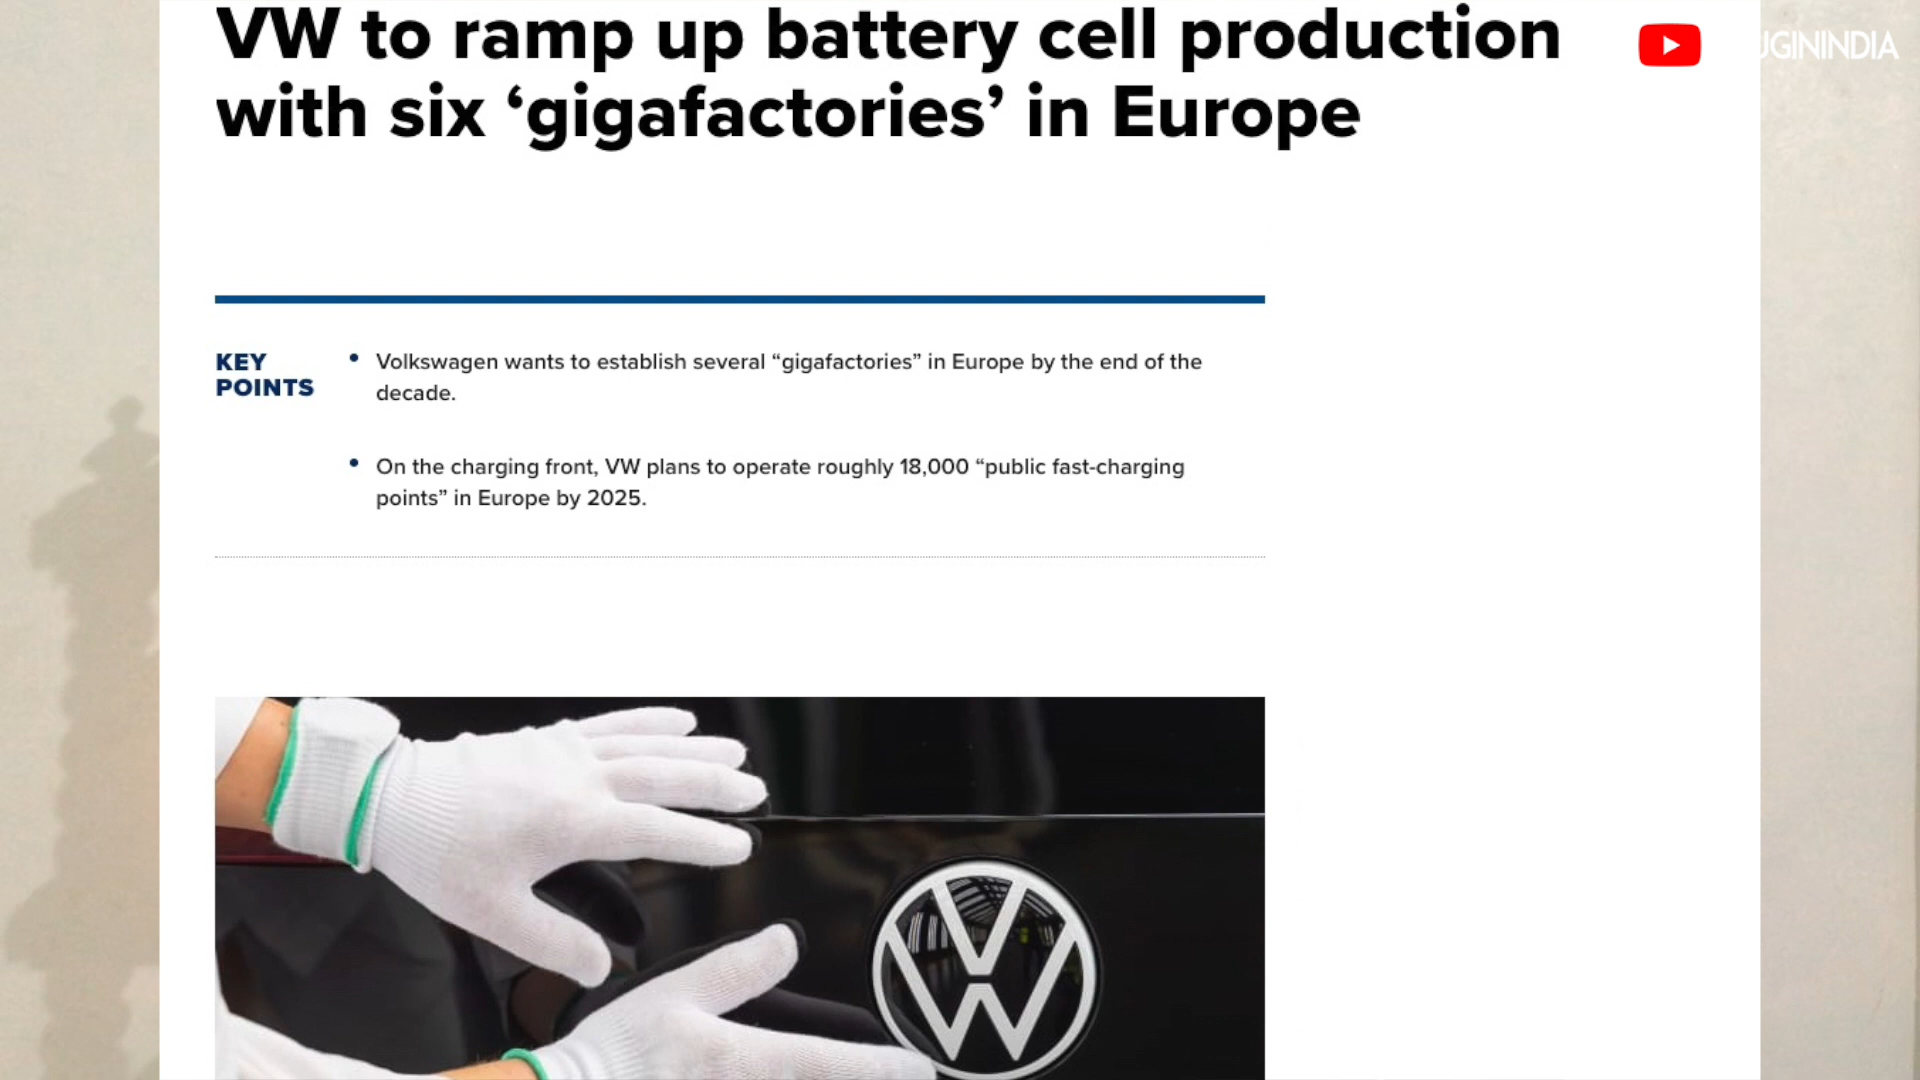 VW to ramp up battery cell production
with six ‘gigafactories’ in Europe
KEY
POINTS
• Volkswagen wants to establish several “gigafactories” in Europe by the end of the
decade.
• On the charging front, VW plans to operate roughly 18,000 “public fast-charging
points” in Europe by 2025.